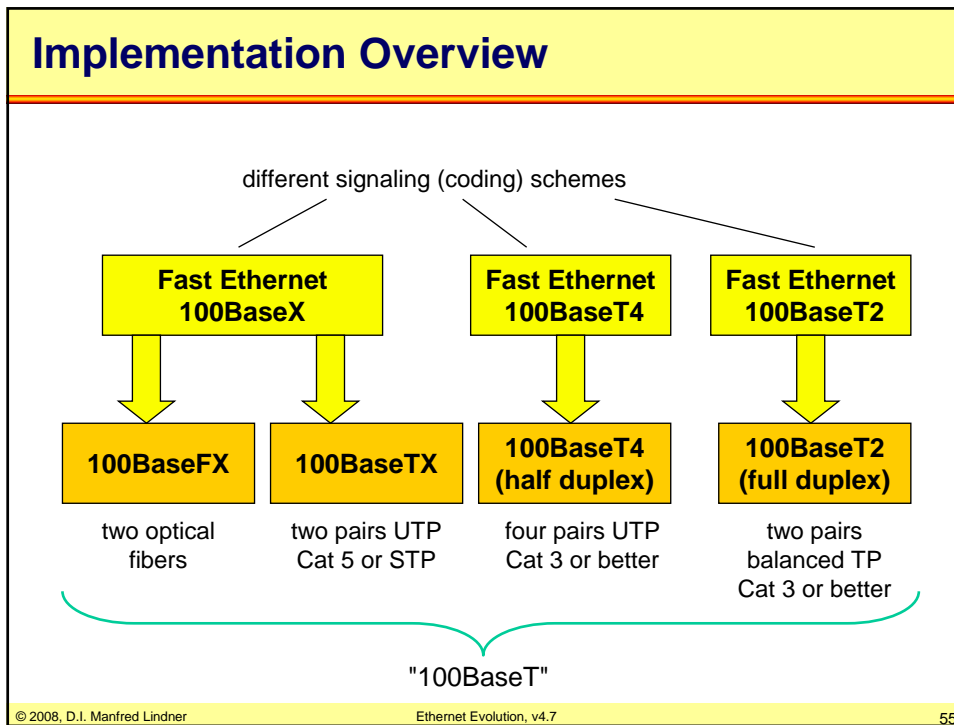 Implementation Overview
different signaling (coding) schemes
Fast Ethernet
100BaseX
Fast Ethernet
100BaseT4
Fast Ethernet
100BaseT2
100BaseFX
100BaseTX
100BaseT4
(half duplex)
100BaseT2
(full duplex)
two optical
fibers
two pairs UTP
Cat 5 or STP
four pairs UTP
Cat 3 or better
two pairs
balanced TP
Cat 3 or better
"100BaseT"
© 2008, D.I. Manfred Lindner
Ethernet Evolution, v4.7
55